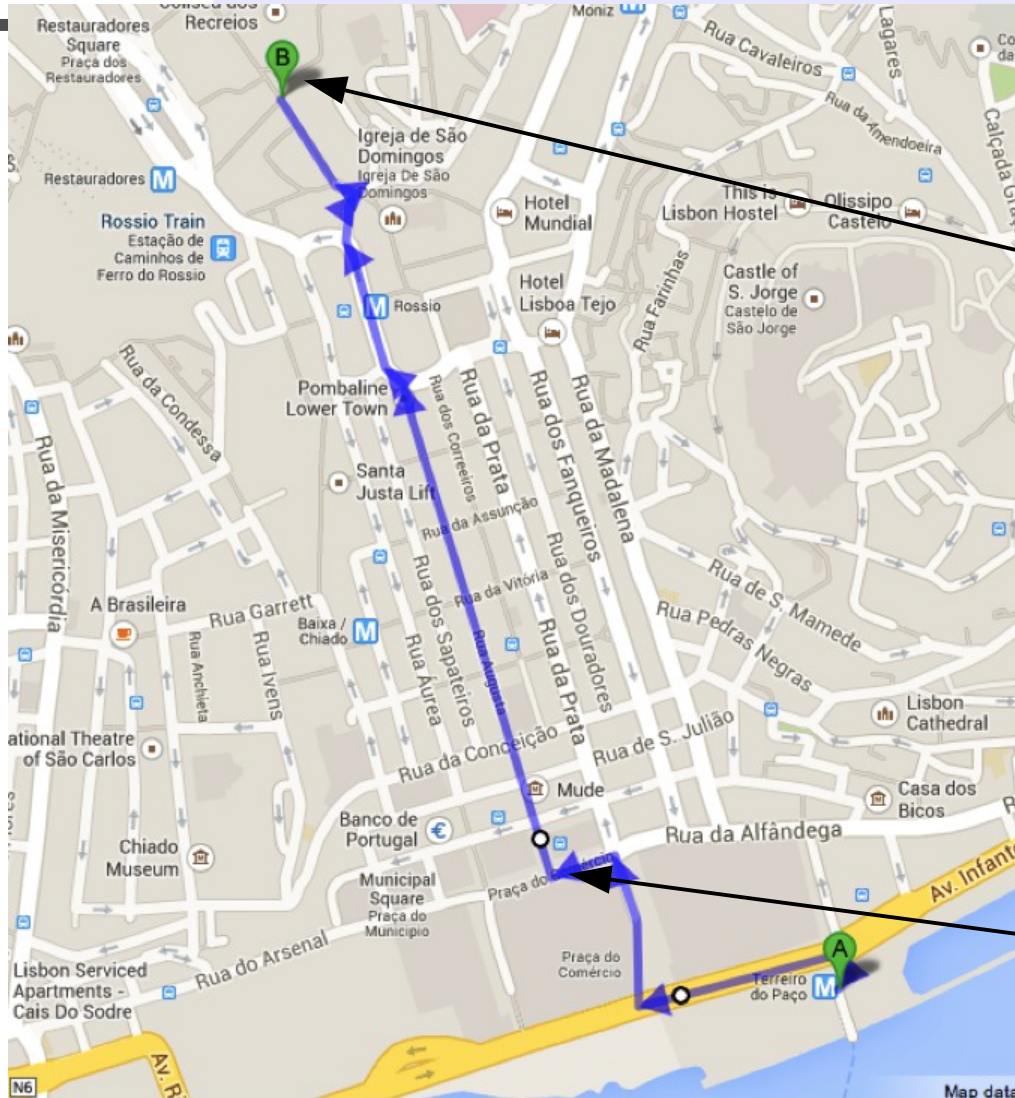 Coliseu dos
Recreios
Restauradores
Square
Praça dos
Restauradores
Moniz
M
Rua Cavaleiros
Lagares
B
Rua da Amendoeira
Calçada
Igreja de São
Domingos
Igreja De São
Domingos
Restauradores M
Hotel
Mundial
This is
Lisbon Hostel
Olissipo
Castelo
Rossio Train
Estação de
Caminhos de
Ferro do Rossio
Castle of
S. Jorge
Castelo de
São Jorge
Hotel
Lisboa Tejo
Rua Farinhas
M Rossio
Rua da Condessa
Pombaline
Lower Town
Rua dos Correeiros
Rua da Prata
Rua dos Fanqueiros
Rua da Madalena
Rua da Misericórdia
Santa
Justa Lift
Rua da Assunção
Rua da Vitória
Rua dos Douradores
Rua de S. Mamede
A Brasileira
Rua Garrett
Baixa /
Chiado M
Rua dos Sapateiros
Rua Augusta
Rua da Prata
Rua Pedras Negras
Rua Anchieta
Rua Ivens
Rua Áurea
Lisbon
Cathedral
ational Theatre
of São Carlos
Rua da Conceição
Rua de S. Julião
Mude
Casa dos
Bicos
Banco de
Portugal €
Rua da Alfândega
Chiado
Museum
Praça do Comércio
Municipal
Square
Praça do
Municipio
Av. Infante
Rua do Arsenal
A
Praça do
Comércio
Terreiro
do Paço M
Lisbon Serviced
Apartments -
Cais Do Sodre
Av. Ri
N6
Map data